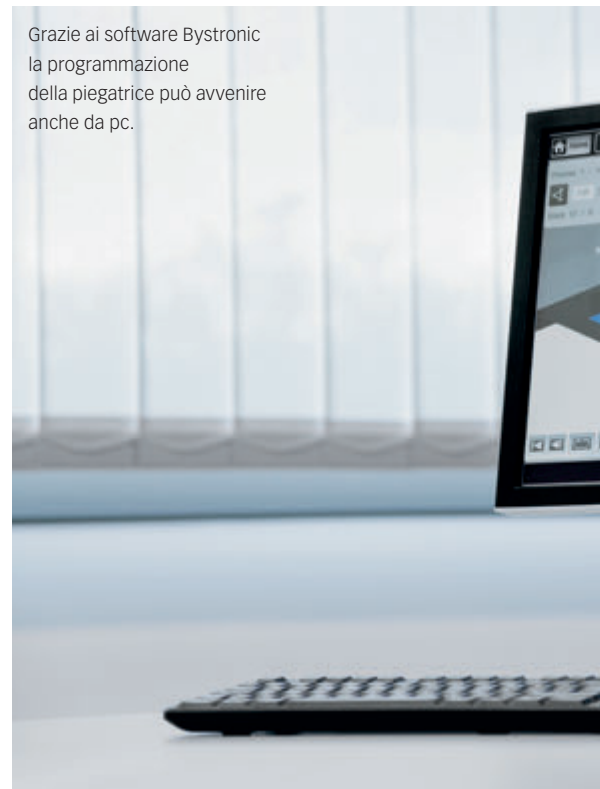 Grazie ai software Bystronic
la programmazione
della piegatrice può avvenire
anche da pc.